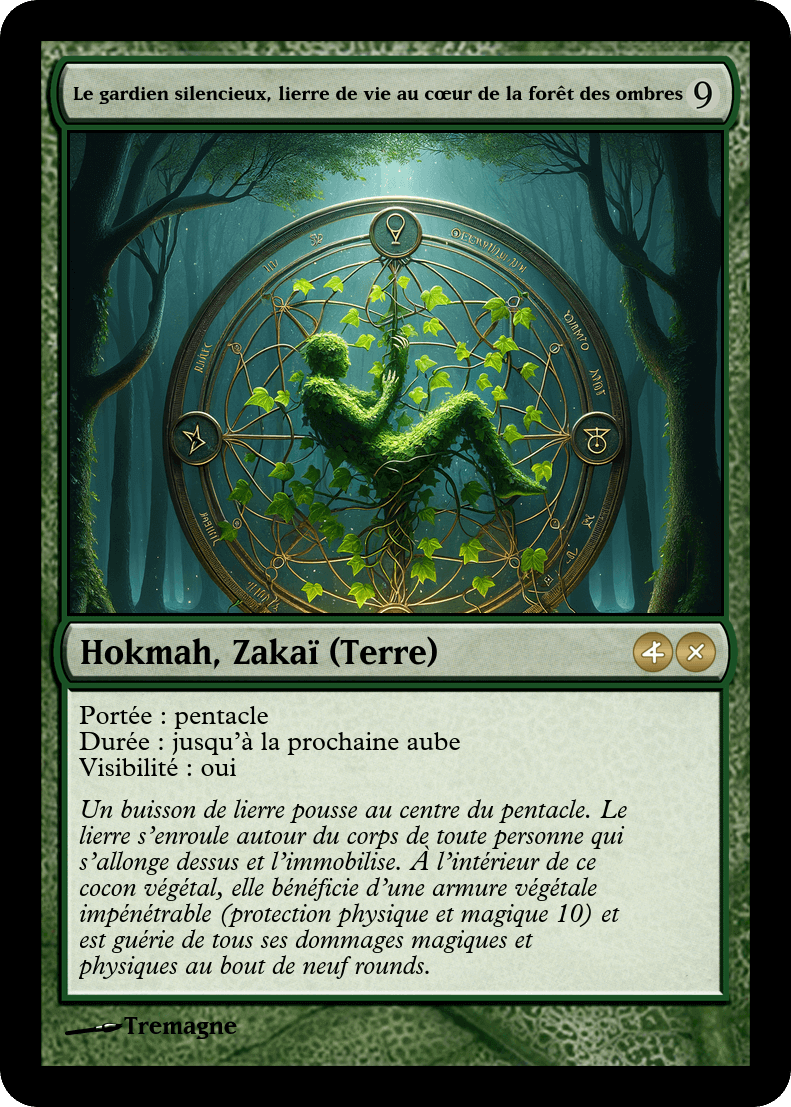 Le gardien silencieux, lierre de vie au cœur de la forêt des ombres 9
Hokmah, Zakaï (Terre)
Portée : pentacle
Durée : jusqu’à la prochaine aube
Visibilité : oui
Un buisson de lierre pousse au centre du pentacle. Le
lierre s’enroule autour du corps de toute personne qui
s’allonge dessus et l’immobilise. À l’intérieur de ce
cocon végétal, elle bénéficie d’une armure végétale
impénétrable (protection physique et magique 10) et
est guérie de tous ses dommages magiques et
physiques au bout de neuf rounds.
Tremagne